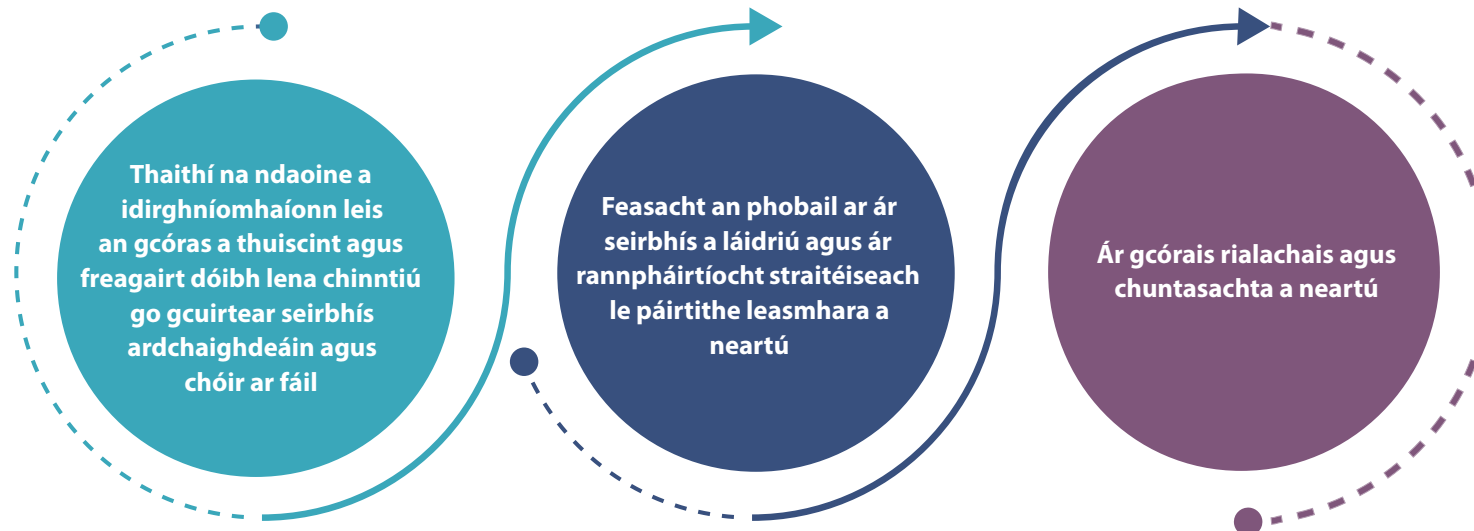 Thaithí na ndaoine a
idirghníomhaíonn leis
an gcóras a thuiscint agus
freagairt dóibh lena chinntiú
go gcuirtear seirbhís
ardchaighdeáin agus
chóir ar fáil
Feasacht an phobail ar ár
seirbhís a láidriú agus ár
rannpháirtíocht straitéiseach
le páirtithe leasmhara a
neartú
Ár gcórais rialachais agus
chuntasachta a neartú